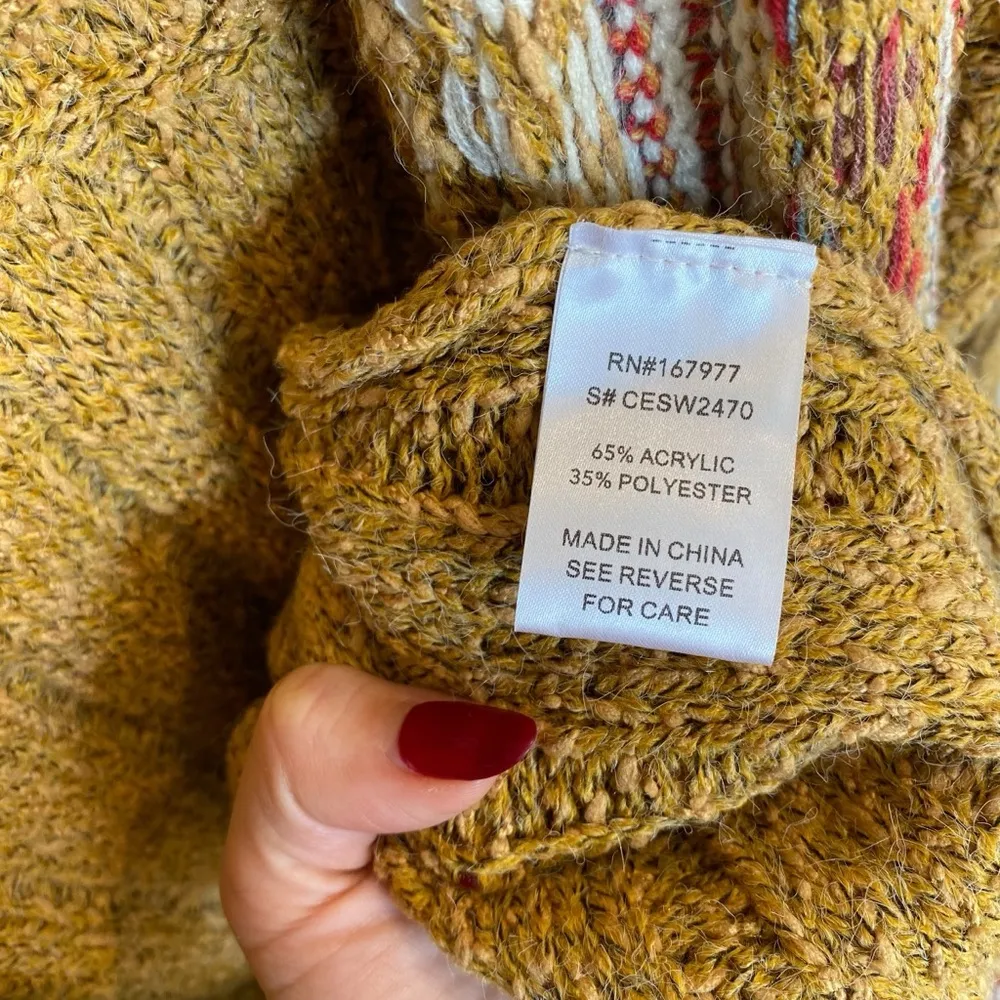 RN#167977
S# CESW2470
65% ACRYLIC
35% POLYESTER
MADE IN CHINA
SEE REVERSE
FOR CARE